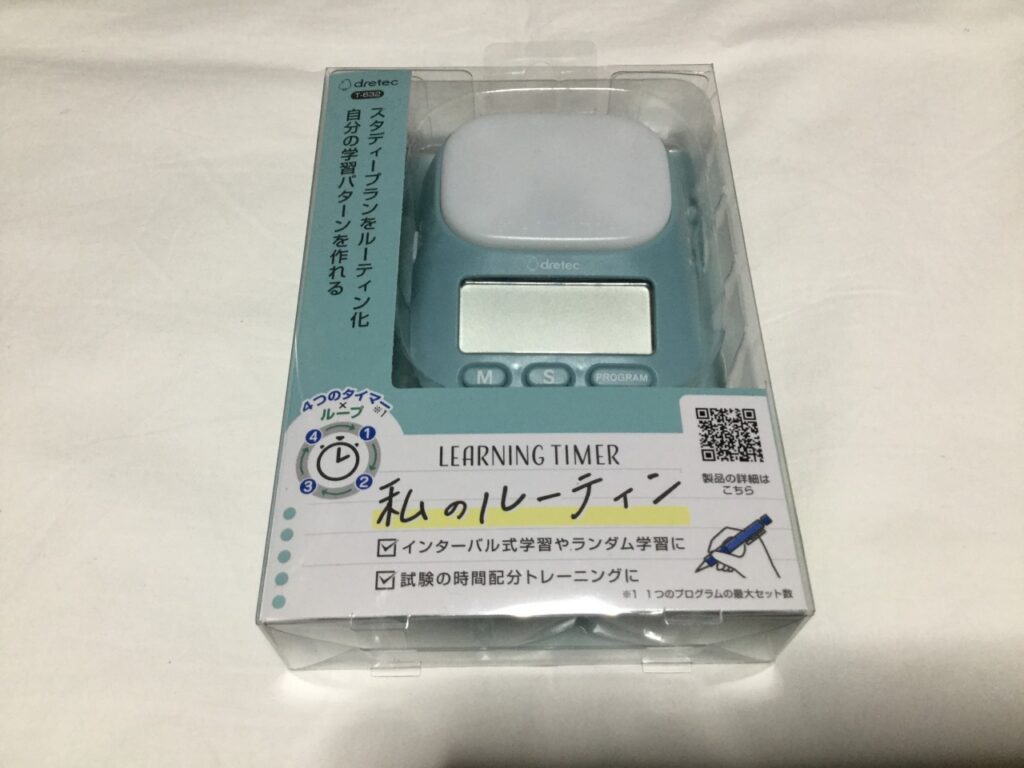 dretec
T-632
スタディープランをルーティン化
自分の学習パターンを作れる
dretec
M S PROGRAM
4つのタイマー
×
ループ ※1
4 1
3 2
LEARNING TIMER
私のルーティン
インターバル式学習やランダム学習に
試験の時間配分トレーニングに
製品の詳細は
こちら
※1 1つのプログラムの最大セット数